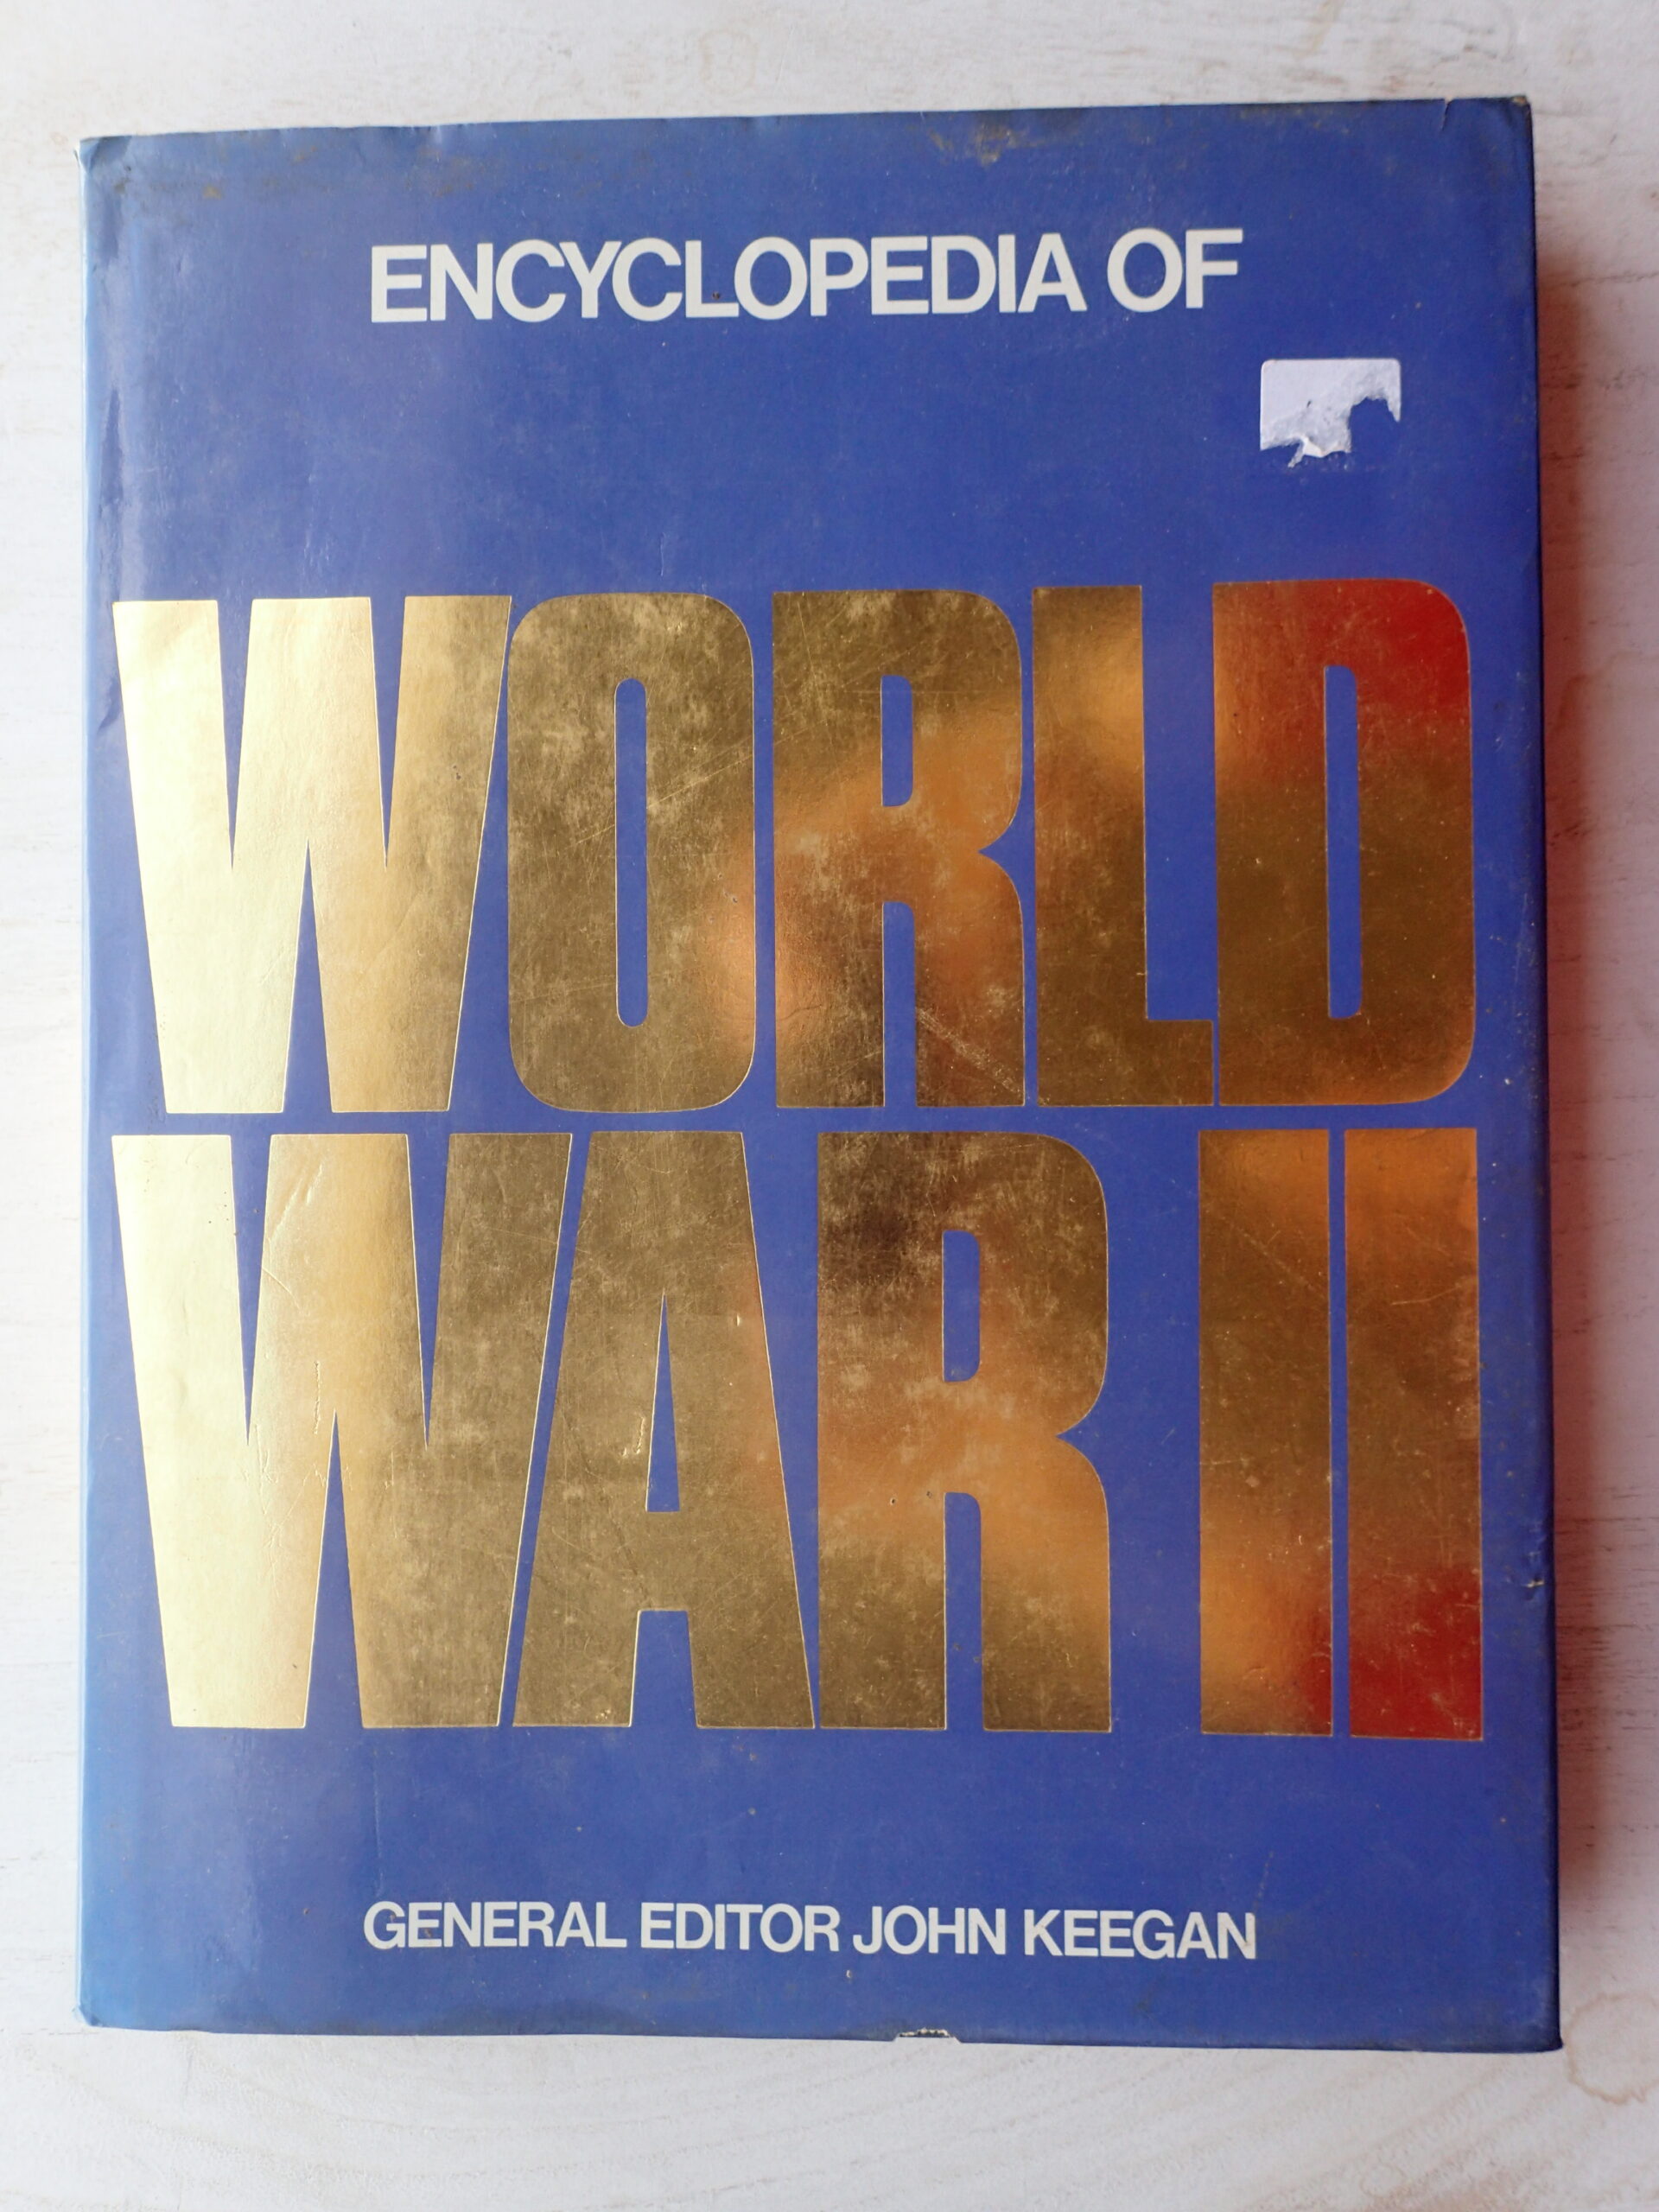 ENCYCLOPEDIA OF
WORLD
WAR II
GENERAL EDITOR JOHN KEEGAN